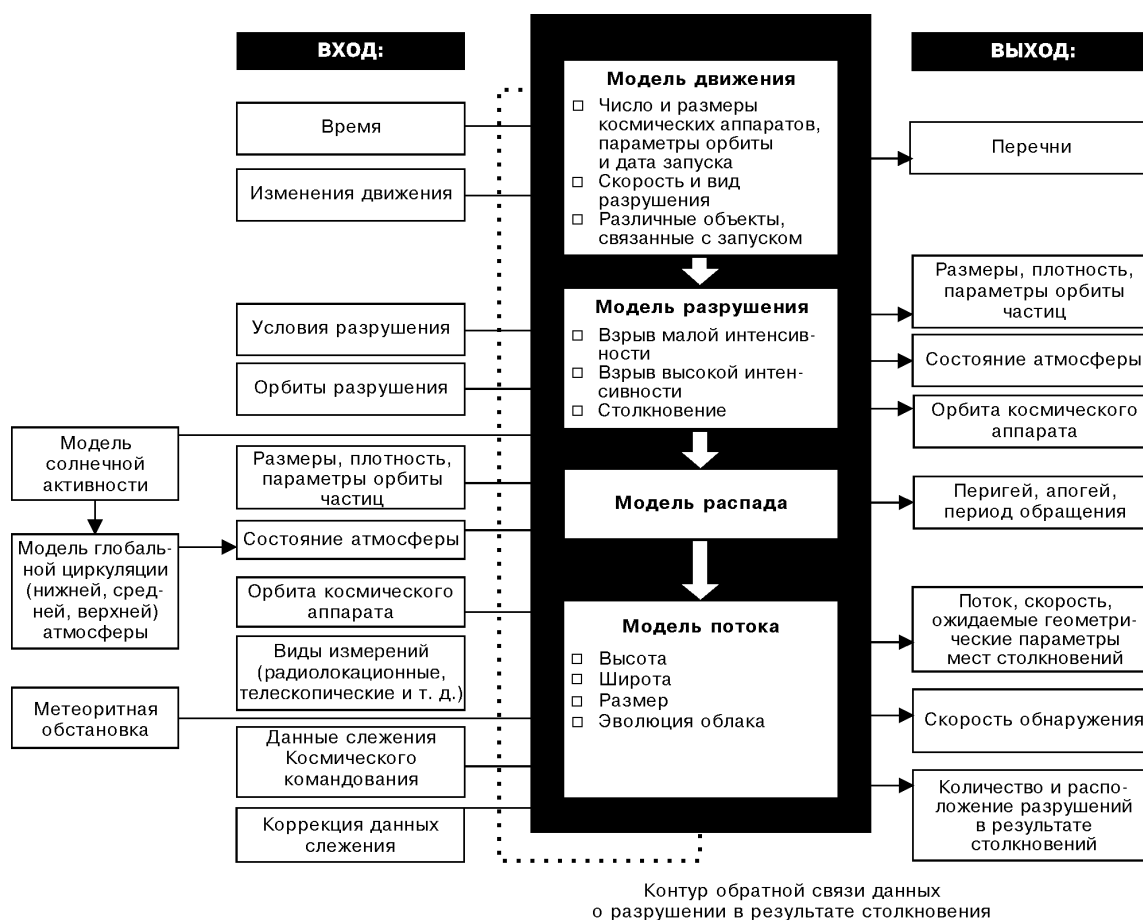 ВХОД:
Время
Изменения движения
Условия разрушения
Орбиты разрушения
Модель
солнечной
активности
Размеры, плотность,
параметры орбиты
частиц
Модель глобаль-
ной циркуляции
(нижней, сред-
ней, верхней)
атмосферы
Состояние атмосферы
Орбита космического
аппарата
Виды измерений
(радиолокационные,
телескопические и т. д.)
Метеоритная
обстановка
Данные слежения
Космического
командования
Коррекция данных
слежения
Модель движения
□ Число и размеры
космических аппаратов,
параметры орбиты
и дата запуска
□ Скорость и вид
разрушения
□ Различные объекты,
связанные с запуском
Модель разрушения
□ Взрыв малой интенсив-
ности
□ Взрыв высокой интен-
сивности
□ Столкновение
Модель распада
Модель потока
□ Высота
□ Широта
□ Размер
□ Эволюция облака
ВЫХОД:
Перечни
Размеры, плотность,
параметры орбиты
частиц
Состояние атмосферы
Орбита космического
аппарата
Перигей, апогей,
период обращения
Поток, скорость,
ожидаемые геометри-
ческие параметры
мест столкновений
Скорость обнаружения
Количество и распо-
ложение разрушений
в результате
столкновений
Контур обратной связи данных
о разрушении в результате столкновения